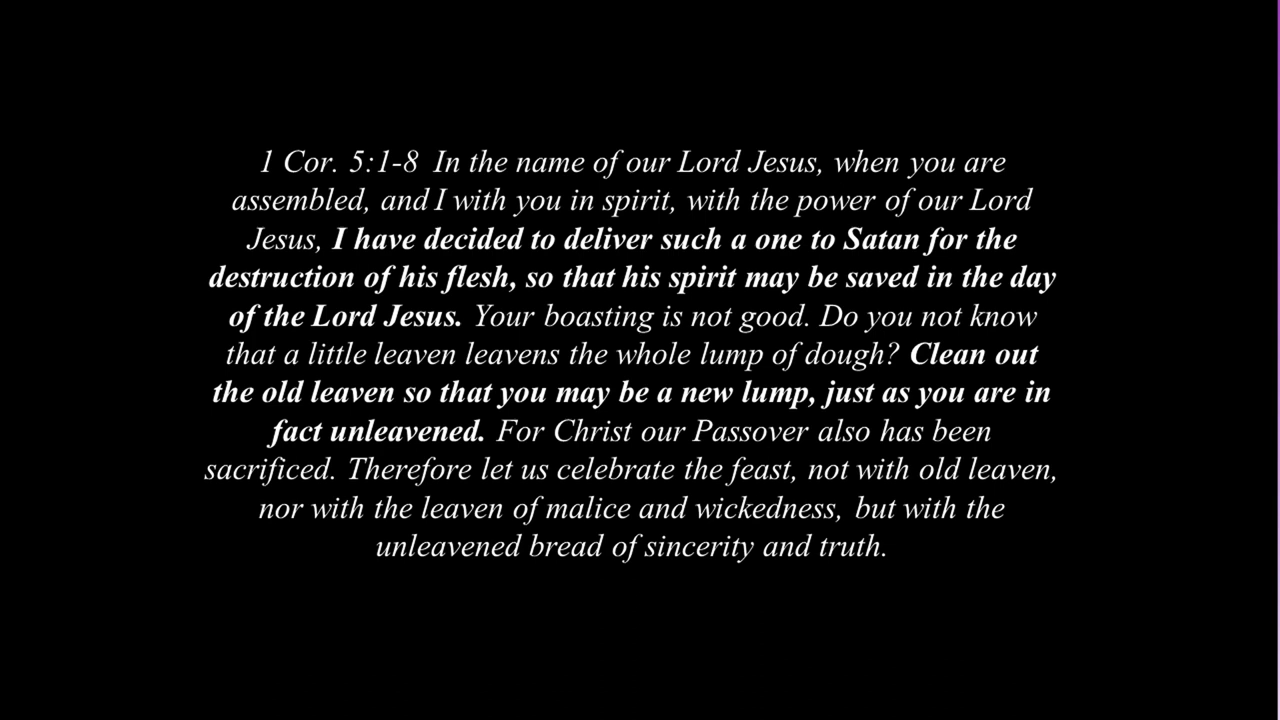 1 Cor. 5:1-8  In the name of our Lord Jesus, when you are
assembled, and I with you in spirit, with the power of our Lord
Jesus, I have decided to deliver such a one to Satan for the
destruction of his flesh, so that his spirit may be saved in the day
of the Lord Jesus. Your boasting is not good. Do you not know
that a little leaven leavens the whole lump of dough? Clean out
the old leaven so that you may be a new lump, just as you are in
fact unleavened. For Christ our Passover also has been
sacrificed. Therefore let us celebrate the feast, not with old leaven,
nor with the leaven of malice and wickedness, but with the
unleavened bread of sincerity and truth.